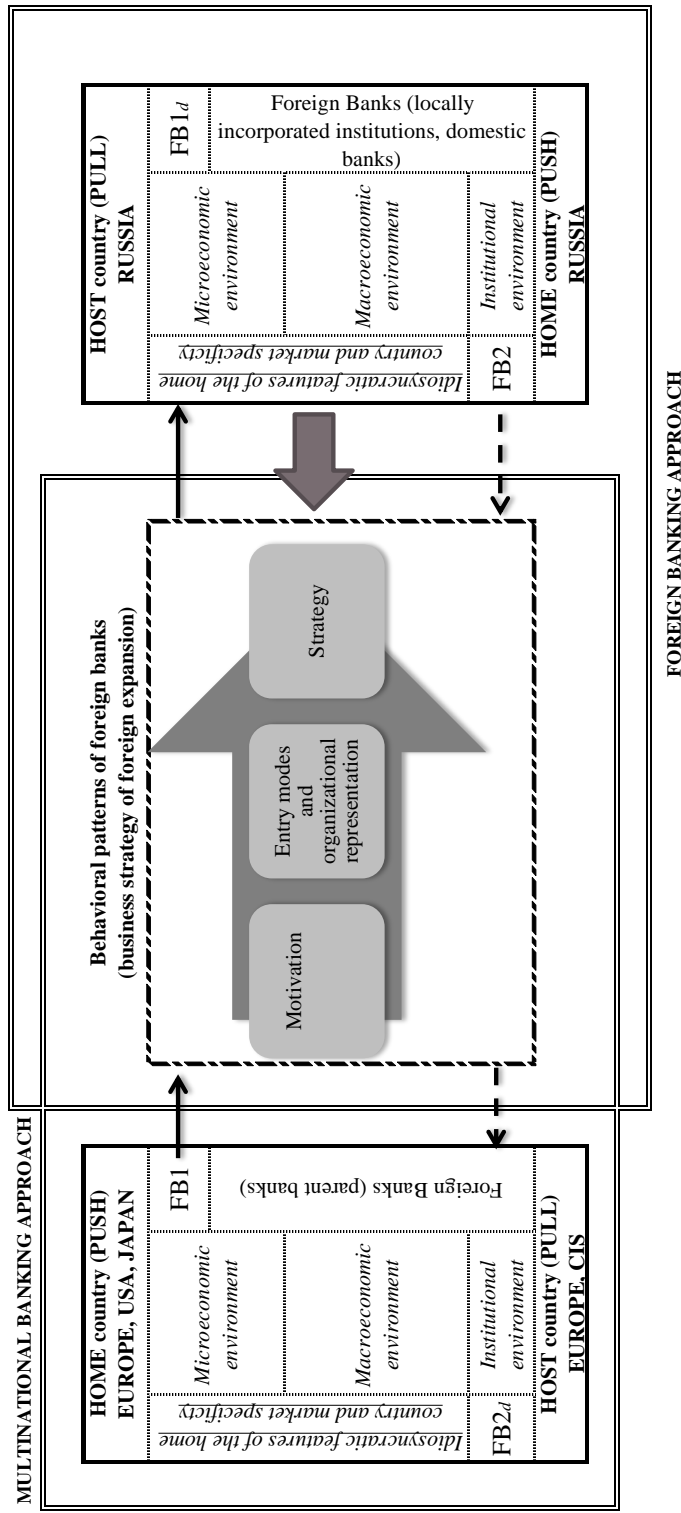 MULTINATIONAL BANKING APPROACH
HOME country (PUSH)
EUROPE, USA, JAPAN
Idiosyncratic features of the home
country and market specificty
Microeconomic
environment
FB1
Macroeconomic
environment
Foreign Banks (parent banks)
FB2d
Institutional
environment
HOST country (PULL)
EUROPE, CIS
Behavioral patterns of foreign banks
(business strategy of foreign expansion)
Motivation
Entry modes
and
organizational
representation
Strategy
HOST country (PULL)
RUSSIA
Idiosyncratic features of the home
country and market specificty
Microeconomic
environment
FB1d
Macroeconomic
environment
Foreign Banks (locally
incorporated institutions, domestic
banks)
FB2
Institutional
environment
HOME country (PUSH)
RUSSIA
FOREIGN BANKING APPROACH